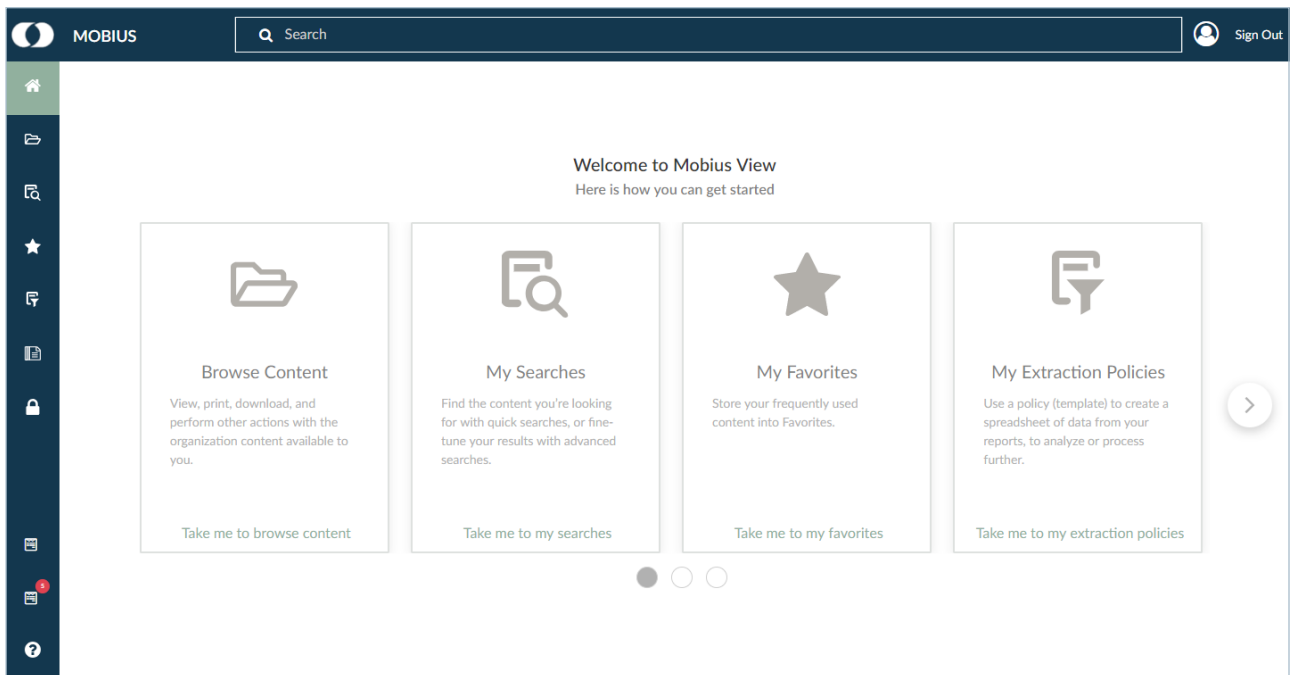 MOBIUS
Search
Sign Out
Welcome to Mobius View
Here is how you can get started
Browse Content
View, print, download, and
perform other actions with the
organization content available to
you.
Take me to browse content
My Searches
Find the content you're looking
for with quick searches, or fine-
tune your results with advanced
searches.
Take me to my searches
My Favorites
Store your frequently used
content into Favorites.
Take me to my favorites
My Extraction Policies
Use a policy (template) to create a
spreadsheet of data from your
reports, to analyze or process
further.
Take me to my extraction policies
5